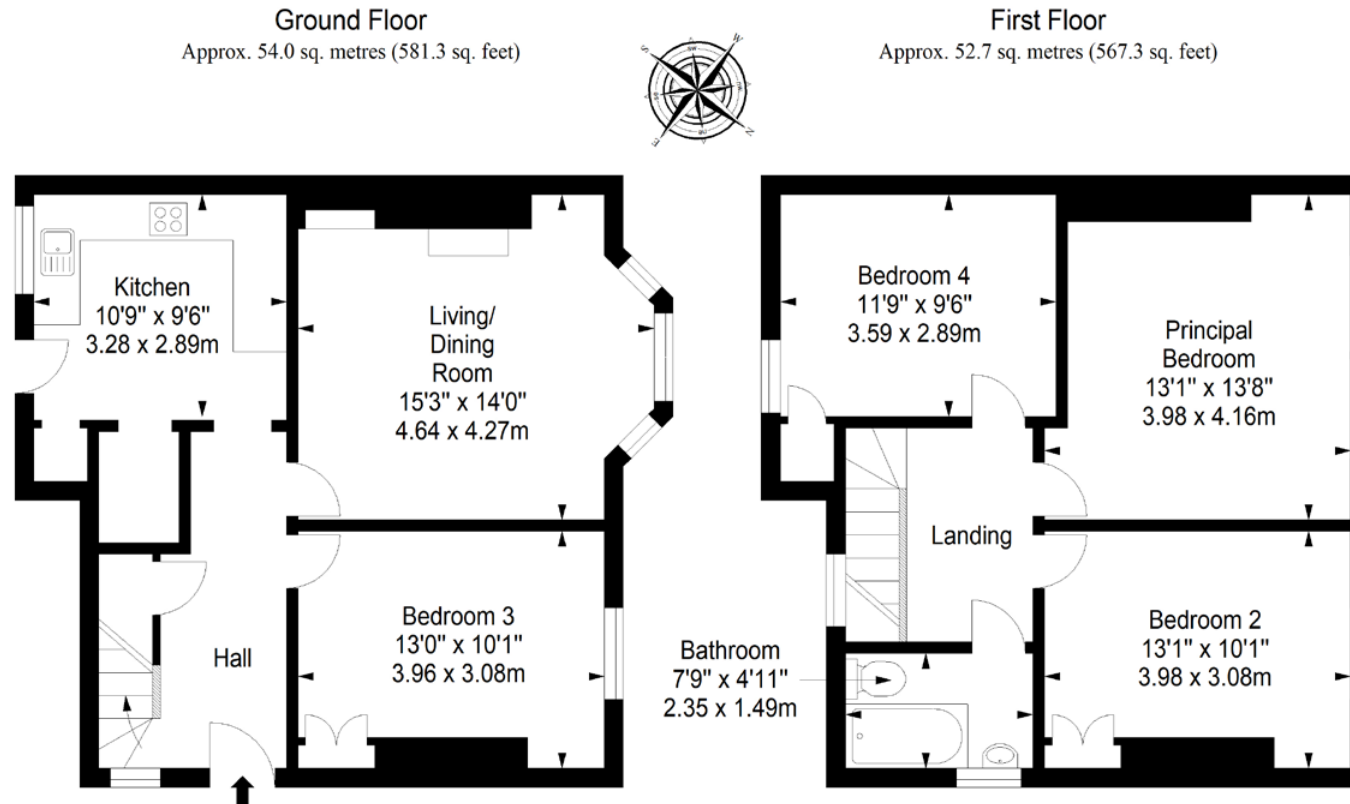 Ground Floor
Approx. 54.0 sq. metres (581.3 sq. feet)
First Floor
Approx. 52.7 sq. metres (567.3 sq. feet)
S
W
E
N
Kitchen
10'9" x 9'6"
3.28 x 2.89m
Living/
Dining
Room
15'3" x 14'0"
4.64 x 4.27m
Bedroom 3
13'0" x 10'1"
3.96 x 3.08m
Hall
Bedroom 4
11'9" x 9'6"
3.59 x 2.89m
Principal
Bedroom
13'1" x 13'8"
3.98 x 4.16m
Landing
Bedroom 2
13'1" x 10'1"
3.98 x 3.08m
Bathroom
7'9" x 4'11"
2.35 x 1.49m